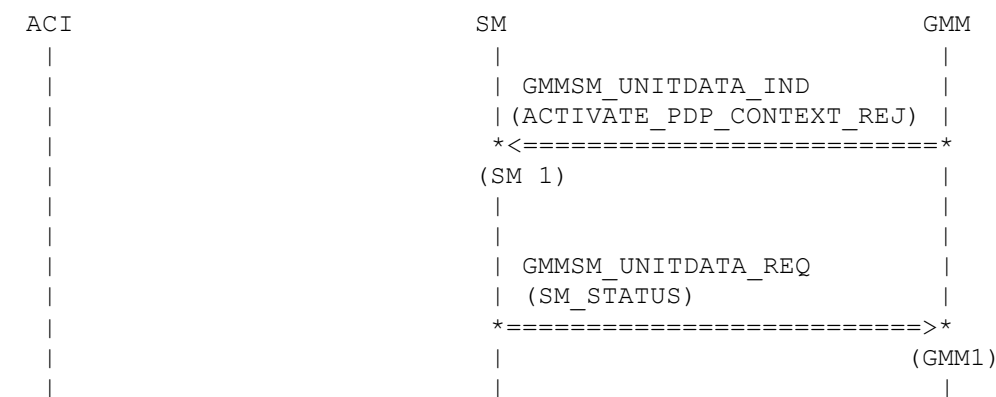 ACI SM GMM
| | |
| | GMMSM_UNITDATA_IND |
| |(ACTIVATE_PDP_CONTEXT_REJ) |
| *<==========================*
| (SM 1) |
| | |
| | |
| | GMMSM_UNITDATA_REQ |
| | (SM_STATUS) |
| *==========================>*
| | (GMM1)
| | |